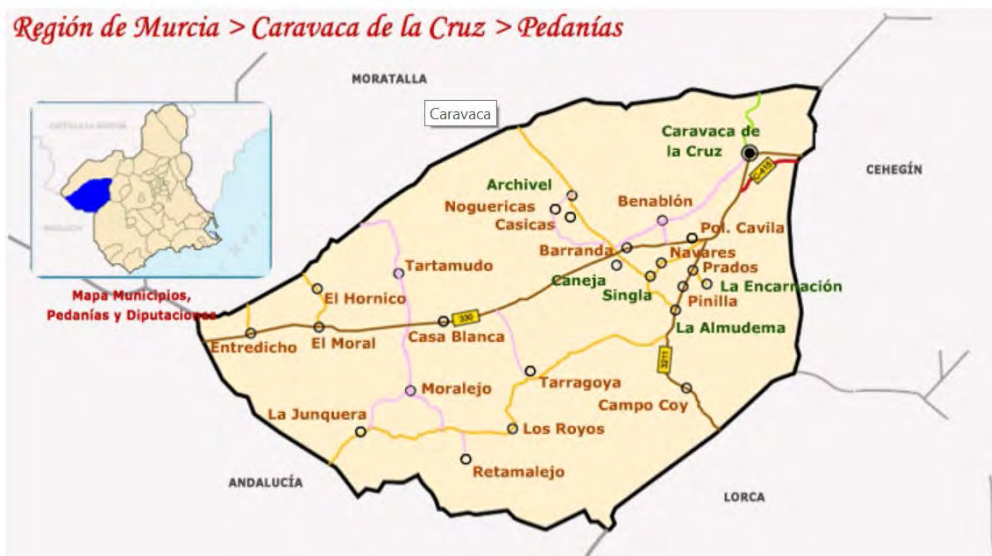 Región de Murcia > Caravaca de la Cruz > Pedanías
MORATALLA
Caravaca
Caravaca de
la Cruz
C-415
CEHEGÍN
Archivel
Noguericas
Casicas
Benablón
Pol. Cavila
Barranda
Navares
Tartamudo
Caneja
Prados
Singla
La Encarnación
Pinilla
Mapa Municipios,
Pedanías y Diputaciones
El Hornico
330
La Almudema
Entredicho
El Moral
Casa Blanca
3211
Tarragoya
Moralejo
Campo Coy
La Junquera
Los Royos
Retamalejo
ANDALUCÍA
LORCA